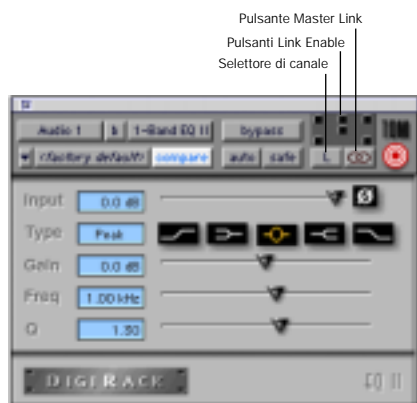 Pulsante Master Link
Pulsanti Link Enable
Selettore di canale
Audio 1 b 1-Band EQ II bypass TDM
<factory default> compare auto safe L
Input 0.0 dB Ø
Type Peak
Gain 0.0 dB
Freq 1.00 kHz
Q 1.50
DIGIRACK EQ II